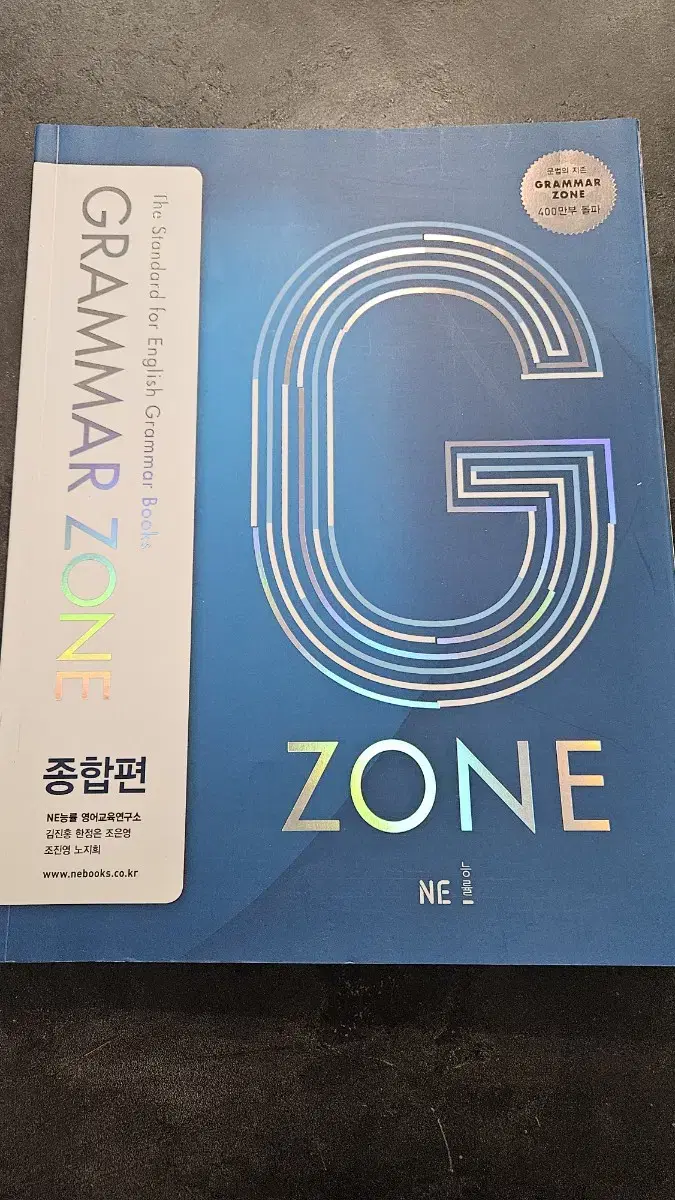 문법의 지존
GRAMMAR
ZONE
400만부 돌파
The Standard for English Grammar Books
GRAMMAR ZONE
G
ZONE
종합편
NE능률 영어교육연구소
김진홍 한정은 조은영
조진영 노지희
www.nebooks.co.kr
NE 능률